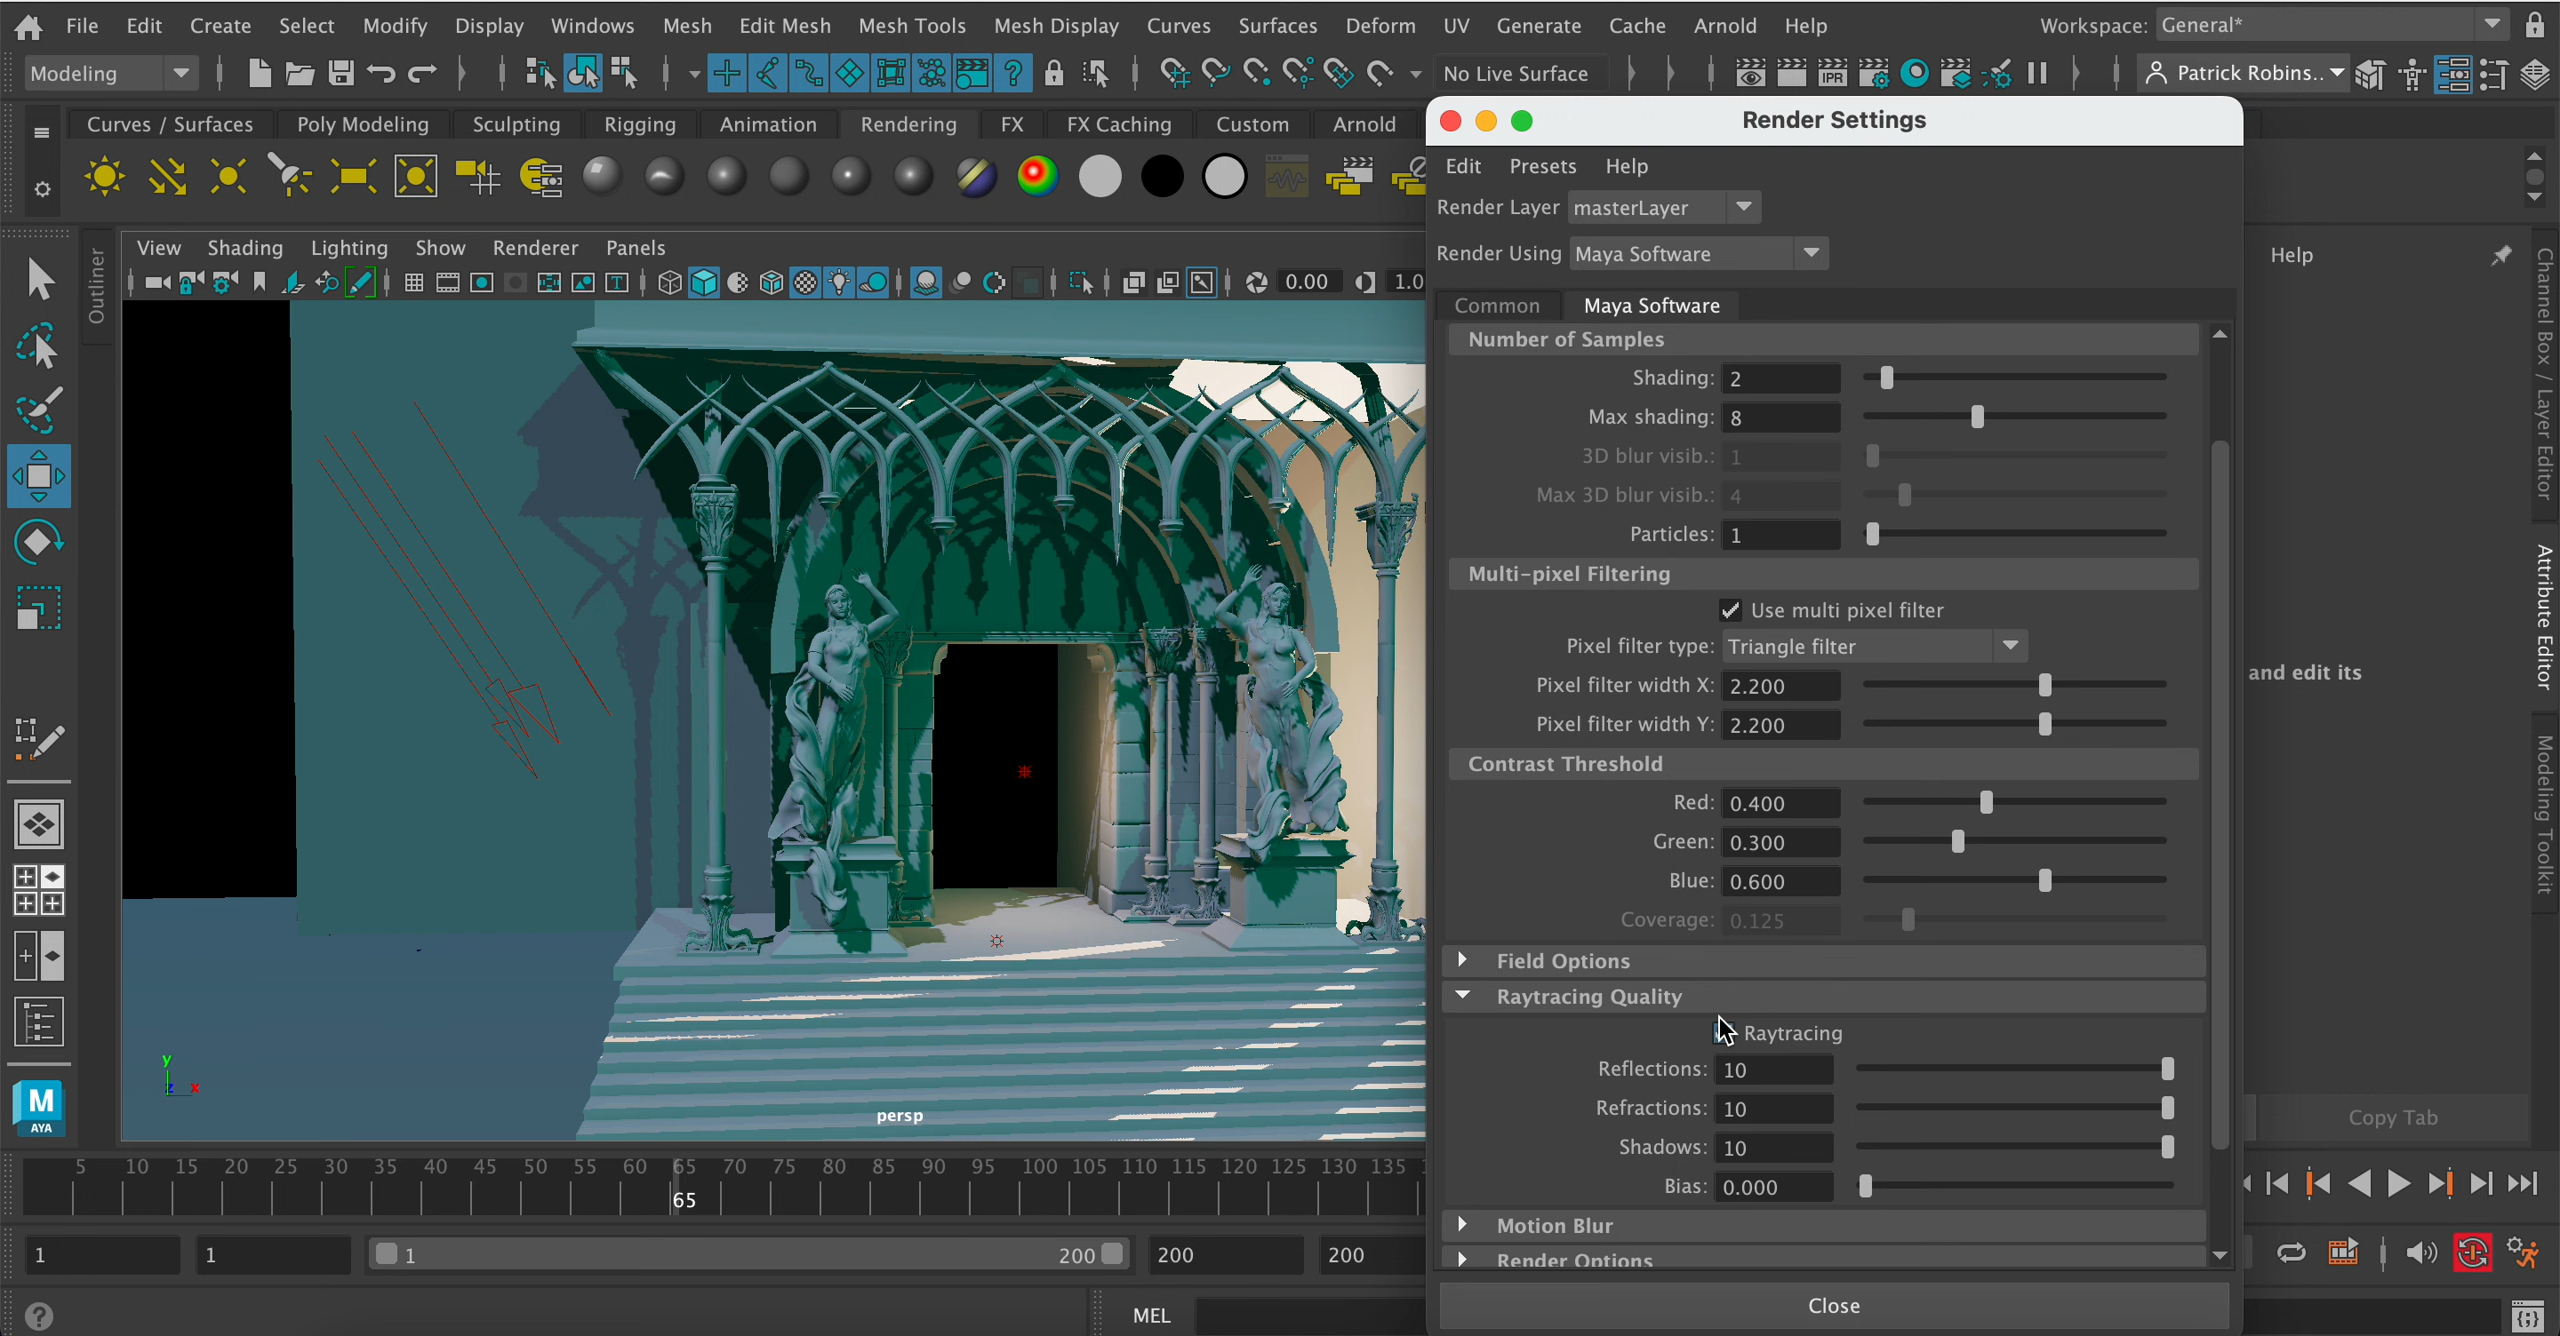 File Edit Create Select Modify Display Windows Mesh Edit Mesh Mesh Tools Mesh Display Curves Surfaces Deform UV Generate Cache Arnold Help Workspace: General*
Modeling No Live Surface IPR Patrick Robins..
Curves / Surfaces Poly Modeling Sculpting Rigging Animation Rendering FX FX Caching Custom Arnold
Render Settings
Edit Presets Help
Render Layer masterLayer
Render Using Maya Software
Common Maya Software
Number of Samples
Shading: 2
Max shading: 8
3D blur visib.: 1
Max 3D blur visib.: 4
Particles: 1
Multi-pixel Filtering
Use multi pixel filter
Pixel filter type: Triangle filter
Pixel filter width X: 2.200
Pixel filter width Y: 2.200
Contrast Threshold
Red: 0.400
Green: 0.300
Blue: 0.600
Coverage: 0.125
Field Options
Raytracing Quality
Raytracing
Reflections: 10
Refractions: 10
Shadows: 10
Bias: 0.000
Motion Blur
Render Options
Close
Outliner
View Shading Lighting Show Renderer Panels
0.00 1.0
y
z x
persp
M
AYA
Help
and edit its
Copy Tab
Channel Box / Layer Editor
Attribute Editor
Modeling Toolkit
5 10 15 20 25 30 35 40 45 50 55 60 65 70 75 80 85 90 95 100 105 110 115 120 125 130 135
65
1 1 1 200 200 200
MEL